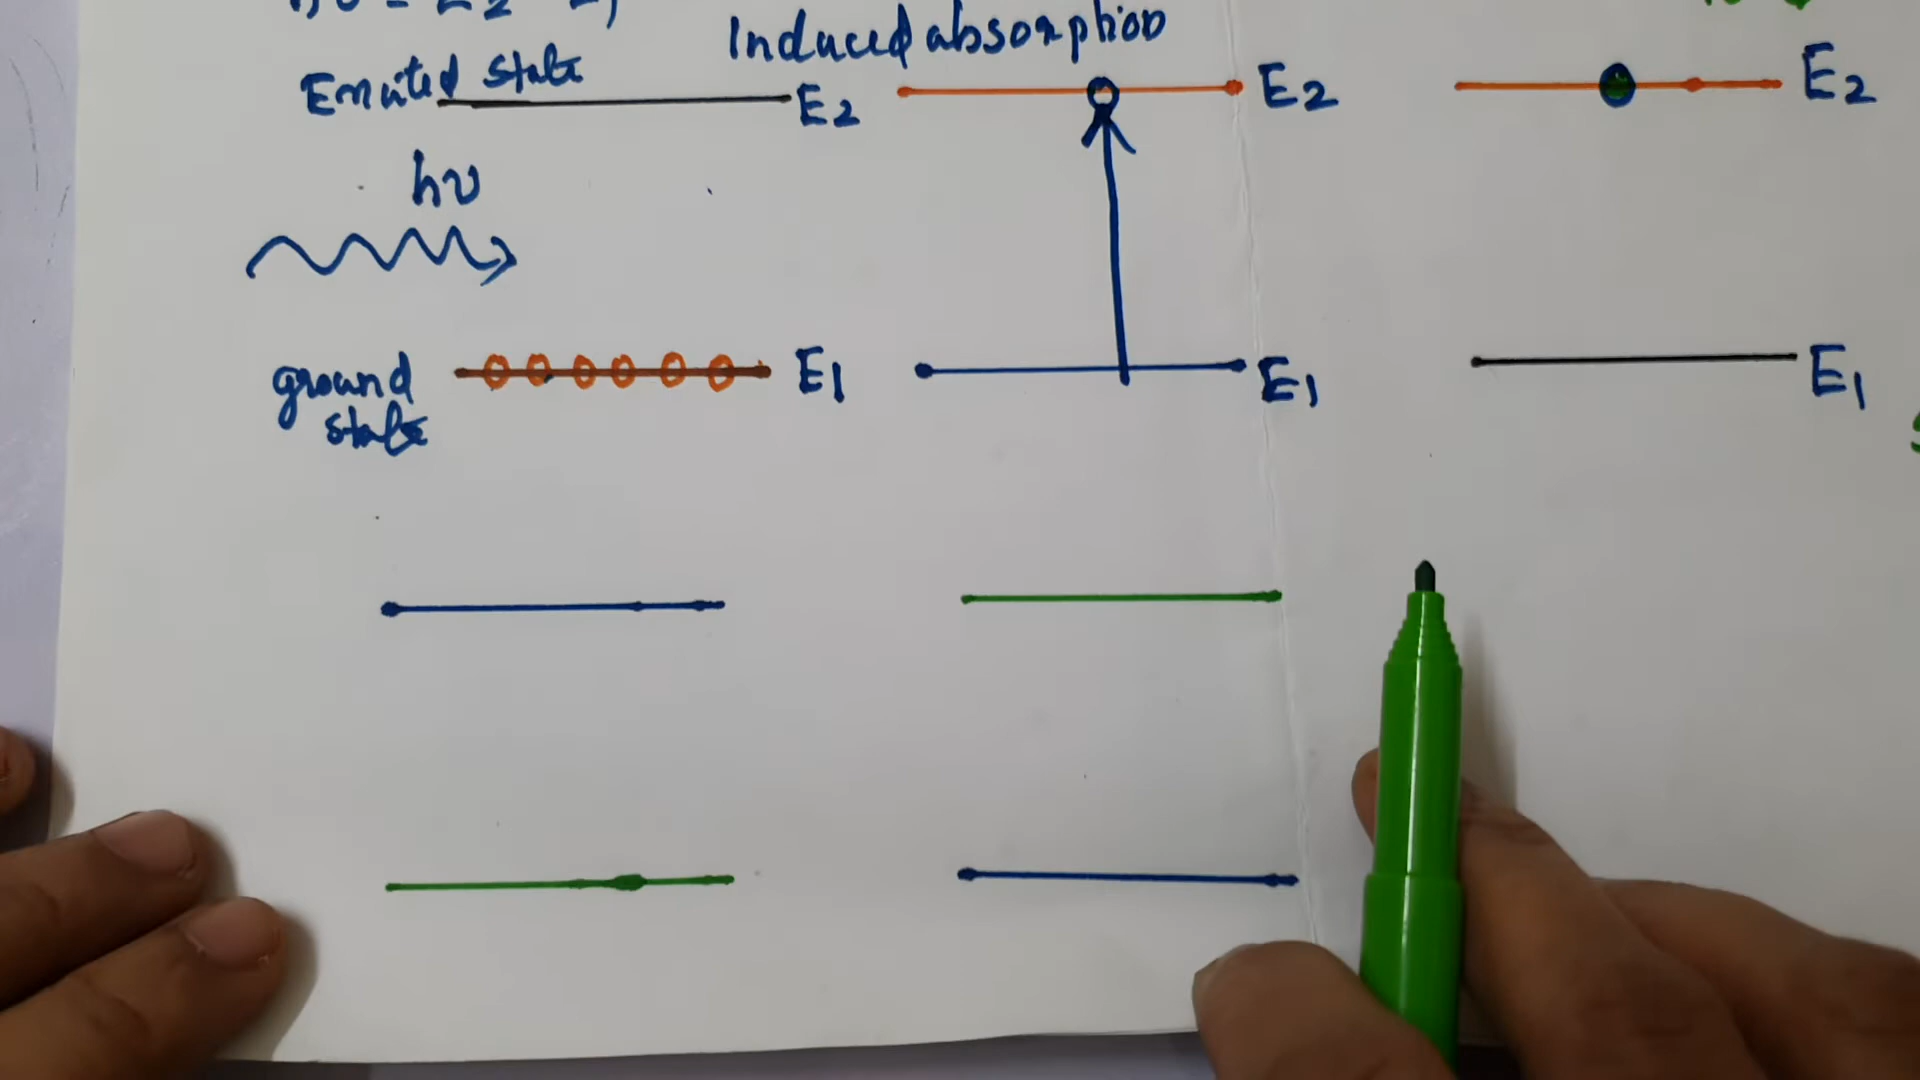 Induced absorption
Emited state
E2
E2
E2
hν
ground
state
E1
E1
E1